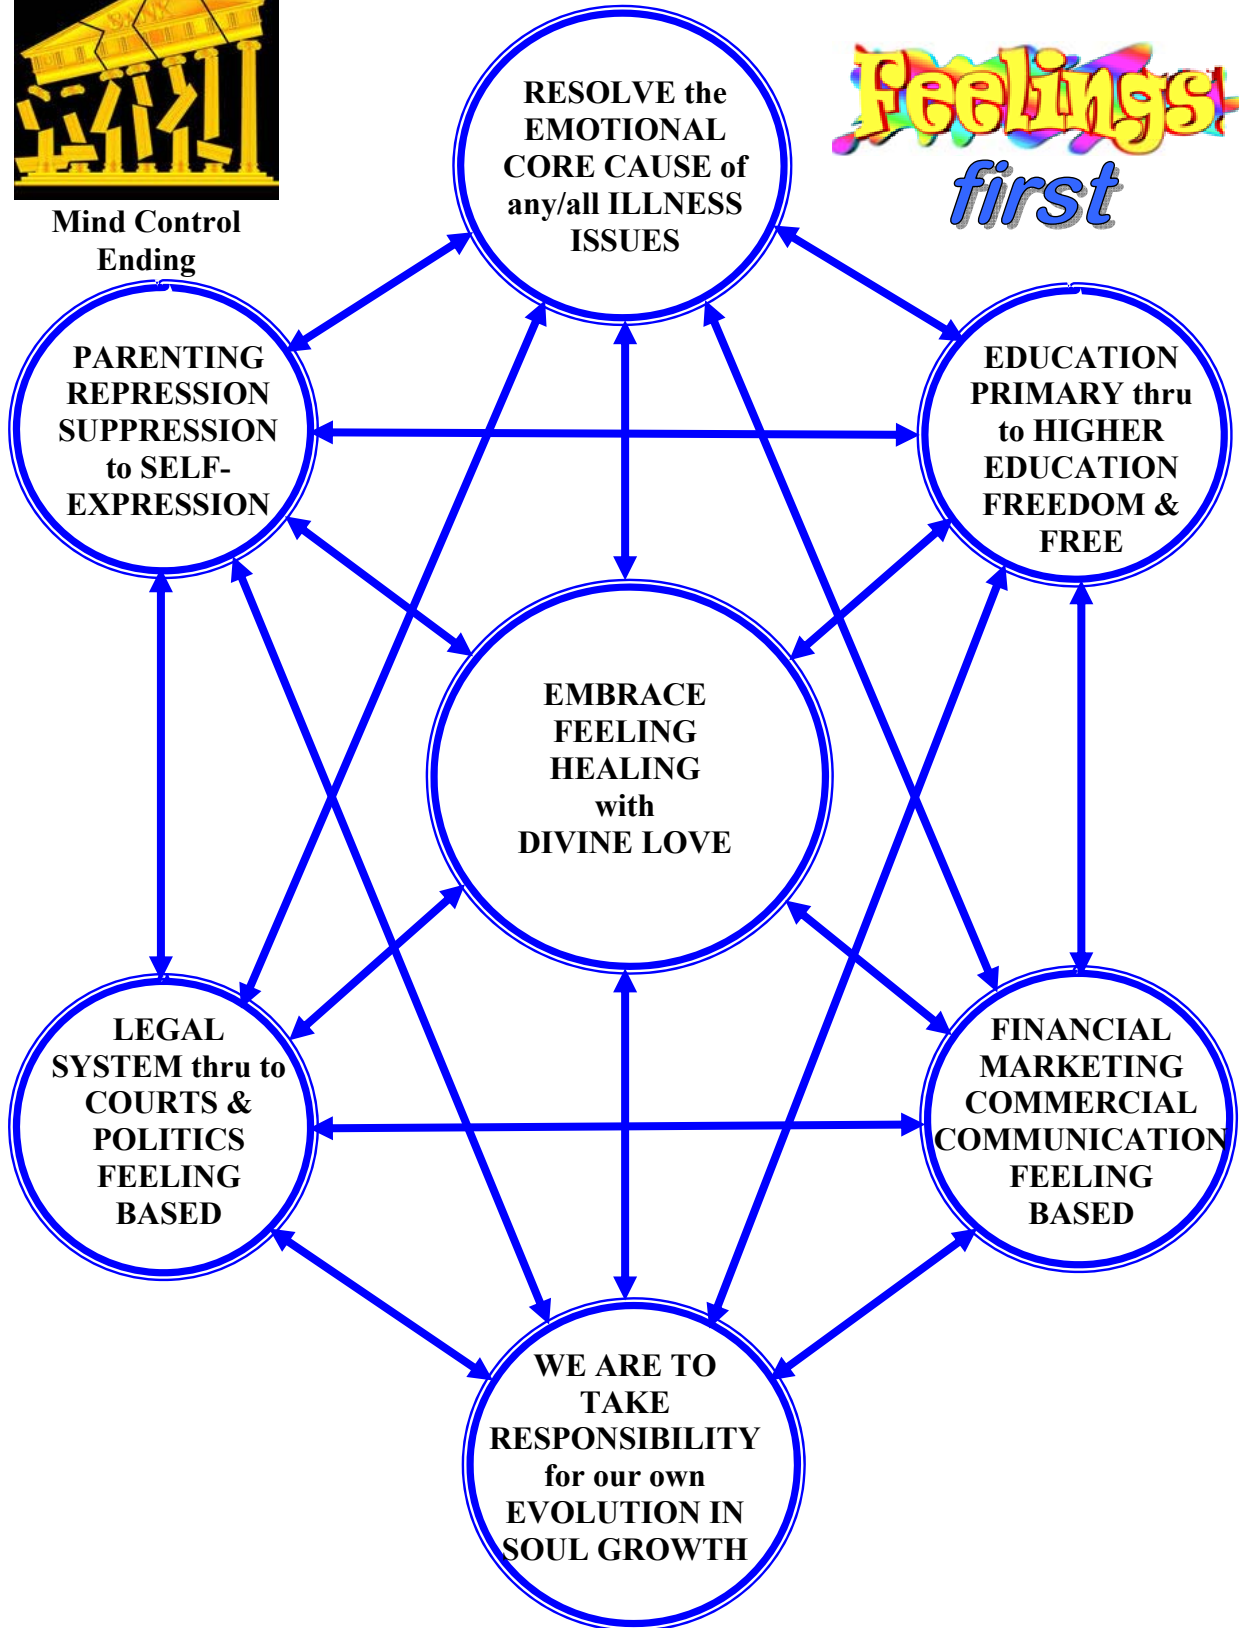 BANK
Mind Control
Ending
Feelings
first
RESOLVE the
EMOTIONAL
CORE CAUSE of
any/all ILLNESS
ISSUES
PARENTING
REPRESSION
SUPPRESSION
to SELF-
EXPRESSION
EDUCATION
PRIMARY thru
to HIGHER
EDUCATION
FREEDOM &
FREE
EMBRACE
FEELING
HEALING
with
DIVINE LOVE
LEGAL
SYSTEM thru to
COURTS &
POLITICS
FEELING
BASED
FINANCIAL
MARKETING
COMMERCIAL
COMMUNICATION
FEELING
BASED
WE ARE TO
TAKE
RESPONSIBILITY
for our own
EVOLUTION IN
SOUL GROWTH